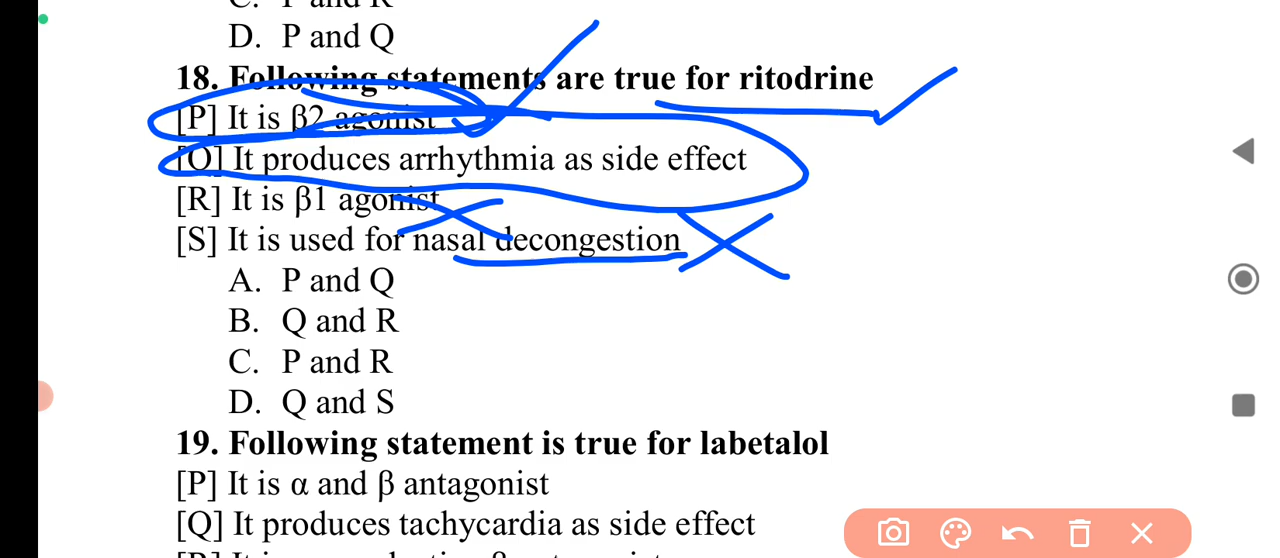 D. P and Q
18. Following statements are true for ritodrine
[P] It is β2 agonist
[Q] It produces arrhythmia as side effect
[R] It is β1 agonist
[S] It is used for nasal decongestion
A. P and Q
B. Q and R
C. P and R
D. Q and S
19. Following statement is true for labetalol
[P] It is α and β antagonist
[Q] It produces tachycardia as side effect